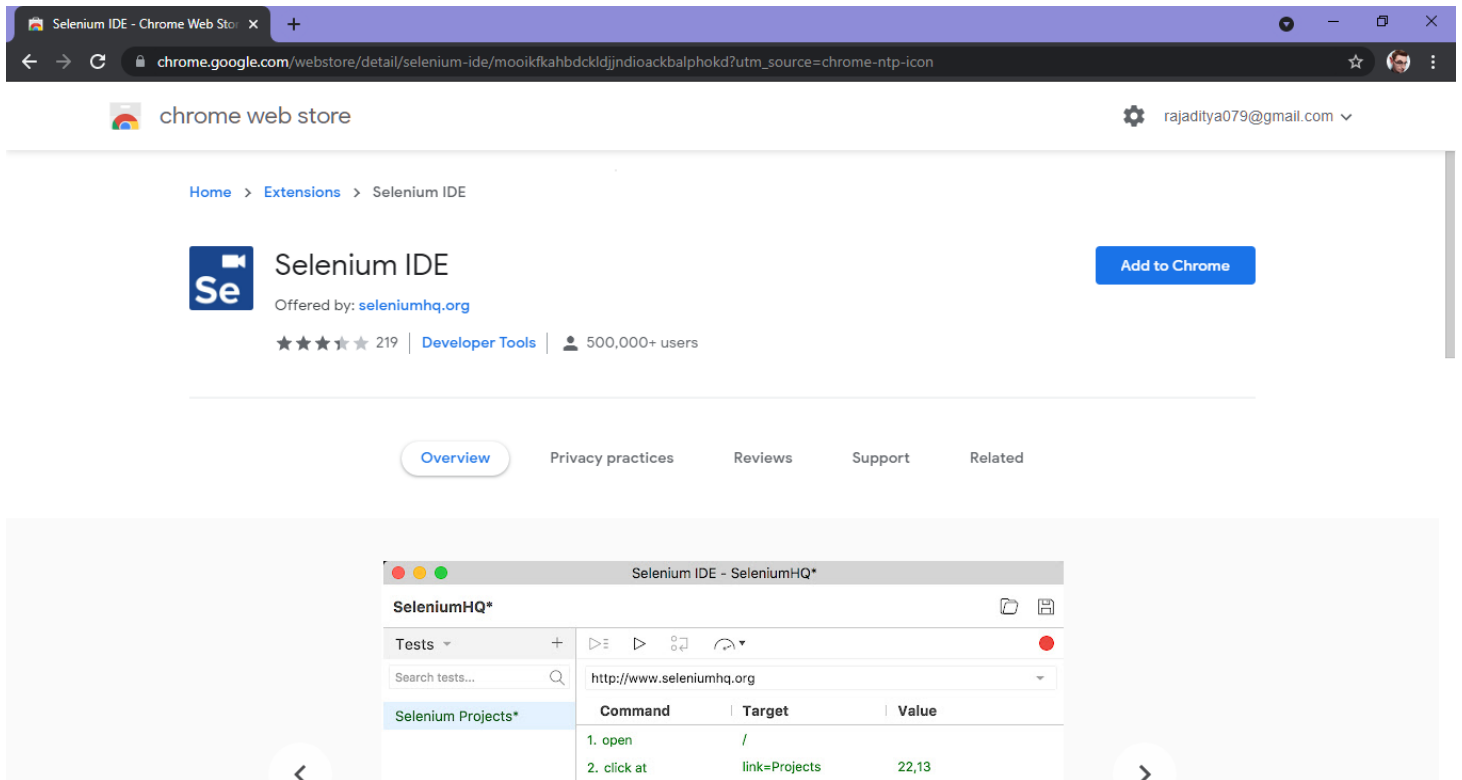 Selenium IDE - Chrome Web Stor
chrome.google.com/webstore/detail/selenium-ide/mooikfkahbdckldjjndioackbalphokd?utm_source=chrome-ntp-icon
chrome web store
rajaditya079@gmail.com
Home > Extensions > Selenium IDE
Se
Selenium IDE
Add to Chrome
Offered by: seleniumhq.org
219 | Developer Tools | 500,000+ users
Overview Privacy practices Reviews Support Related
Selenium IDE - SeleniumHQ*
SeleniumHQ*
Tests
Search tests...
http://www.seleniumhq.org
Selenium Projects*
Command Target Value
1. open /
2. click at link=Projects 22,13